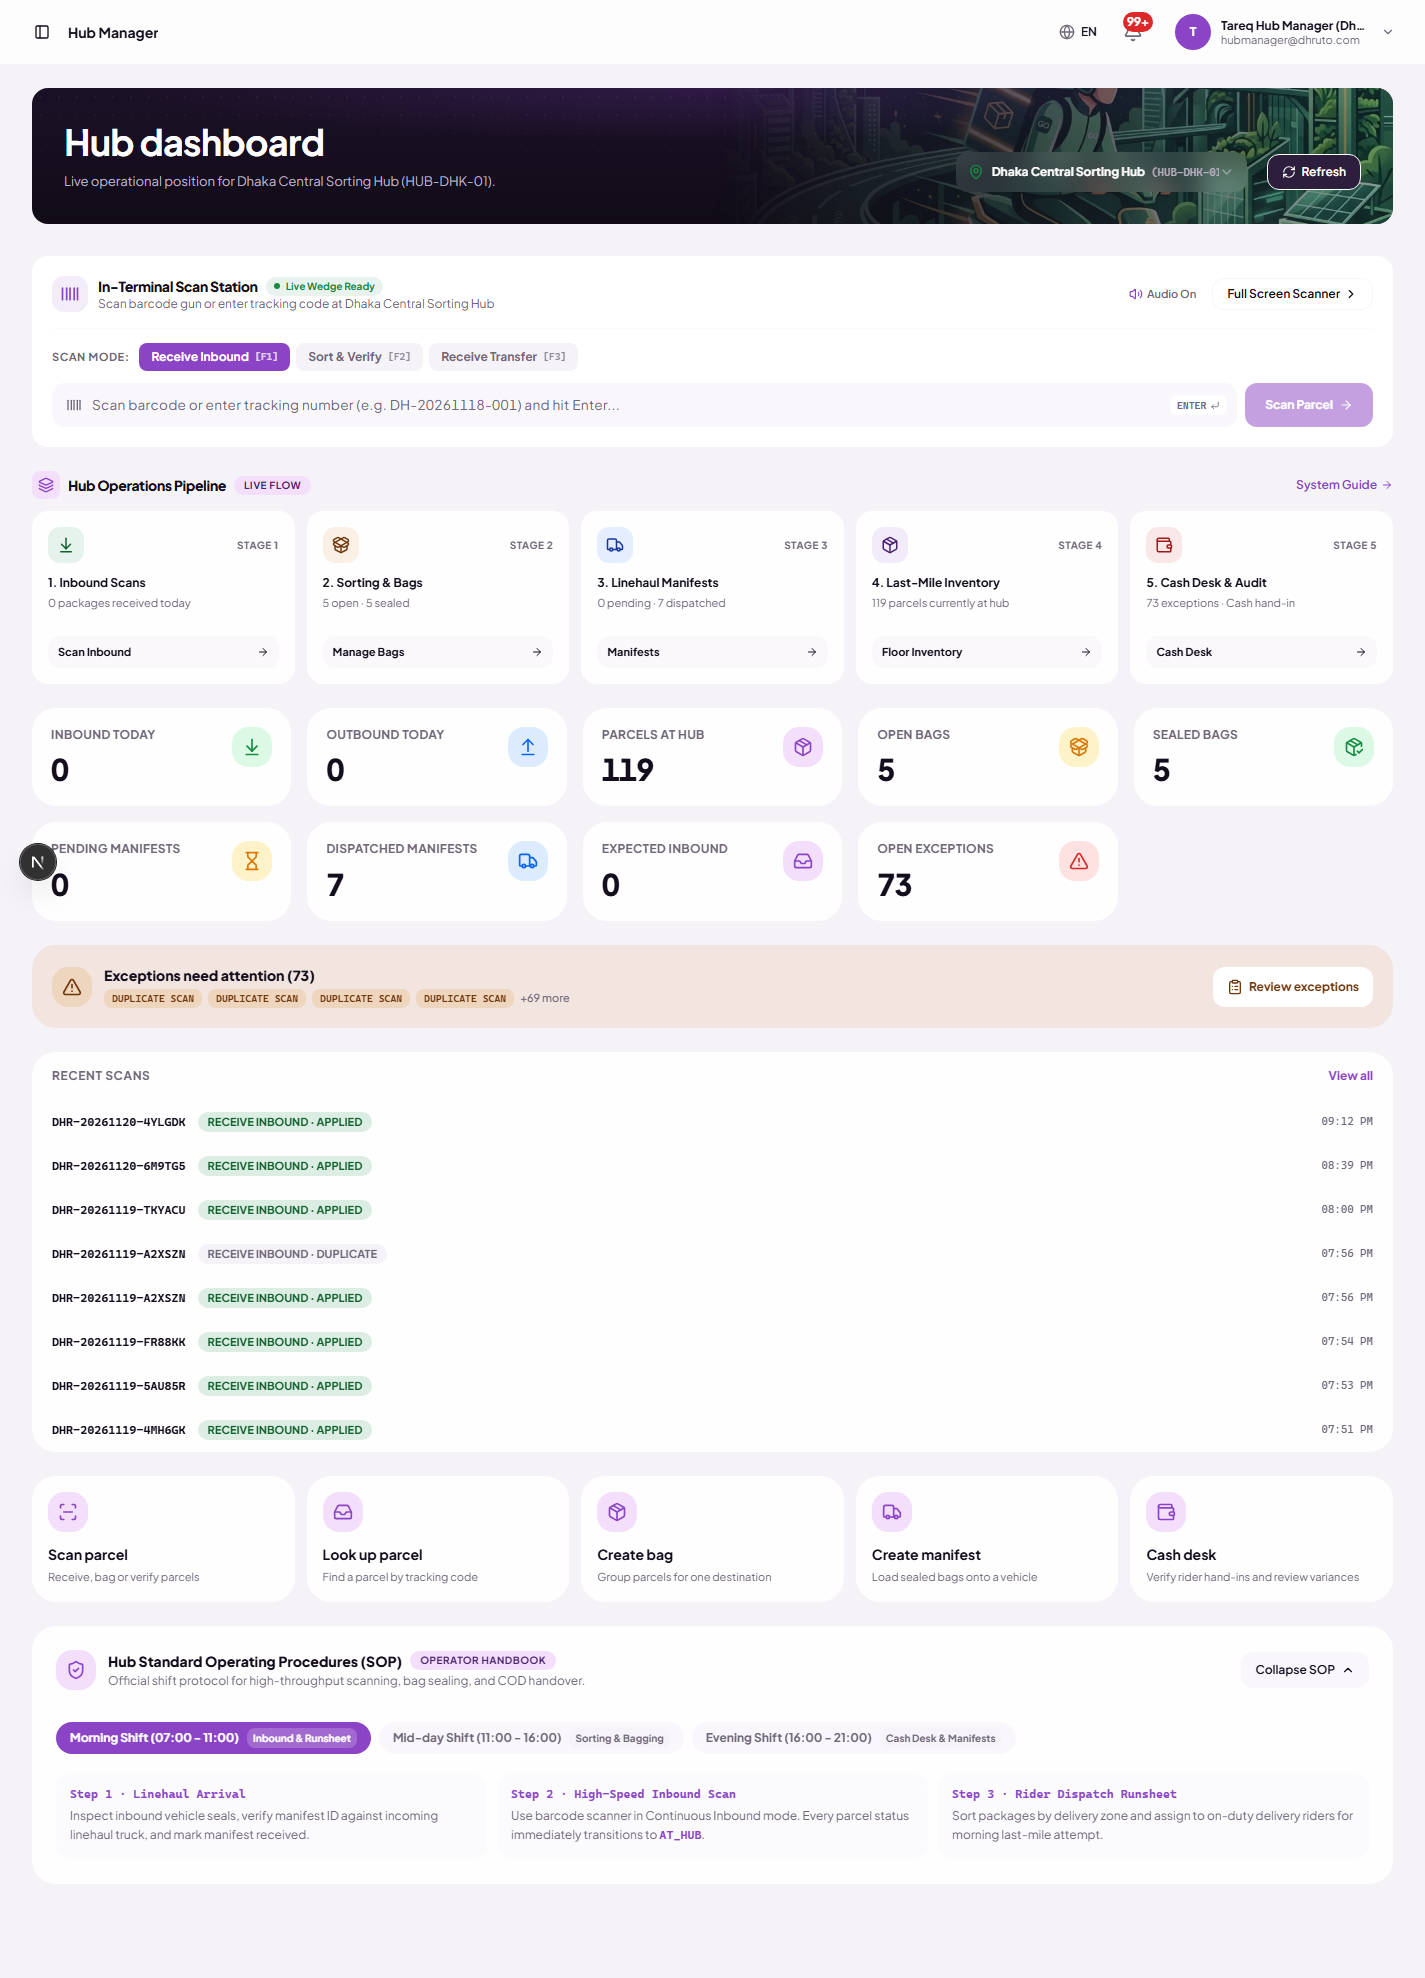 Hub Manager
EN
99+
T
Tareq Hub Manager (Dh...
hubmanager@dhruto.com
Hub dashboard
Live operational position for Dhaka Central Sorting Hub (HUB-DHK-01).
GO
Dhaka Central Sorting Hub (HUB-DHK-01
Refresh
In-Terminal Scan Station
Live Wedge Ready
Scan barcode gun or enter tracking code at Dhaka Central Sorting Hub
Audio On
Full Screen Scanner
SCAN MODE:
Receive Inbound [F1]
Sort & Verify [F2]
Receive Transfer [F3]
Scan barcode or enter tracking number (e.g. DH-20261118-001) and hit Enter...
ENTER
Scan Parcel
Hub Operations Pipeline
LIVE FLOW
System Guide
STAGE 1
1. Inbound Scans
0 packages received today
Scan Inbound
STAGE 2
2. Sorting & Bags
5 open · 5 sealed
Manage Bags
STAGE 3
3. Linehaul Manifests
0 pending · 7 dispatched
Manifests
STAGE 4
4. Last-Mile Inventory
119 parcels currently at hub
Floor Inventory
STAGE 5
5. Cash Desk & Audit
73 exceptions · Cash hand-in
Cash Desk
INBOUND TODAY
0
OUTBOUND TODAY
0
PARCELS AT HUB
119
OPEN BAGS
5
SEALED BAGS
5
PENDING MANIFESTS
0
N
DISPATCHED MANIFESTS
7
EXPECTED INBOUND
0
OPEN EXCEPTIONS
73
Exceptions need attention (73)
DUPLICATE SCAN DUPLICATE SCAN DUPLICATE SCAN DUPLICATE SCAN +69 more
Review exceptions
RECENT SCANS
View all
DHR-20261120-4YLGDK RECEIVE INBOUND · APPLIED 09:12 PM
DHR-20261120-6M9TG5 RECEIVE INBOUND · APPLIED 08:39 PM
DHR-20261119-TKYACU RECEIVE INBOUND · APPLIED 08:00 PM
DHR-20261119-A2XSZN RECEIVE INBOUND · DUPLICATE 07:56 PM
DHR-20261119-A2XSZN RECEIVE INBOUND · APPLIED 07:56 PM
DHR-20261119-FR88KK RECEIVE INBOUND · APPLIED 07:54 PM
DHR-20261119-5AU85R RECEIVE INBOUND · APPLIED 07:53 PM
DHR-20261119-4MH6GK RECEIVE INBOUND · APPLIED 07:51 PM
Scan parcel
Receive, bag or verify parcels
Look up parcel
Find a parcel by tracking code
Create bag
Group parcels for one destination
Create manifest
Load sealed bags onto a vehicle
Cash desk
Verify rider hand-ins and review variances
Hub Standard Operating Procedures (SOP)
OPERATOR HANDBOOK
Official shift protocol for high-throughput scanning, bag sealing, and COD handover.
Collapse SOP
Morning Shift (07:00 - 11:00) Inbound & Runsheet
Mid-day Shift (11:00 - 16:00) Sorting & Bagging
Evening Shift (16:00 - 21:00) Cash Desk & Manifests
Step 1 · Linehaul Arrival
Inspect inbound vehicle seals, verify manifest ID against incoming
linehaul truck, and mark manifest received.
Step 2 · High-Speed Inbound Scan
Use barcode scanner in Continuous Inbound mode. Every parcel status
immediately transitions to AT_HUB.
Step 3 · Rider Dispatch Runsheet
Sort packages by delivery zone and assign to on-duty delivery riders for
morning last-mile attempt.